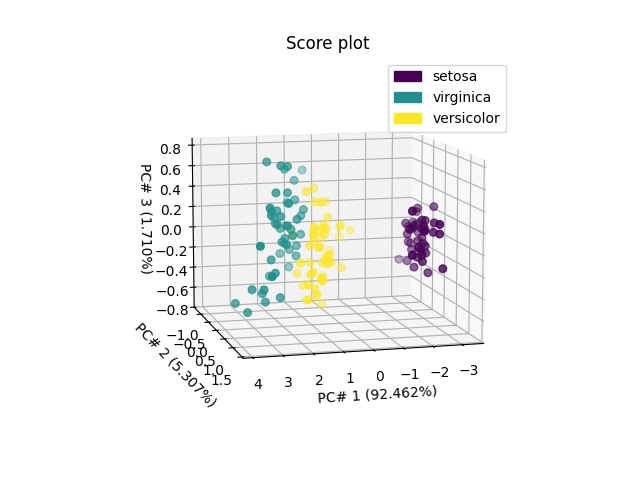 Score plot
setosa
virginica
versicolor
0.8
0.6
0.4
0.2
0.0
−0.2
−0.4
−0.6
−0.8
PC# 3 (1.710%)
−1.0
−0.5
0.0
0.5
1.0
1.5
PC# 2 (5.307%)
4 3 2 1 0 −1 −2 −3
PC# 1 (92.462%)